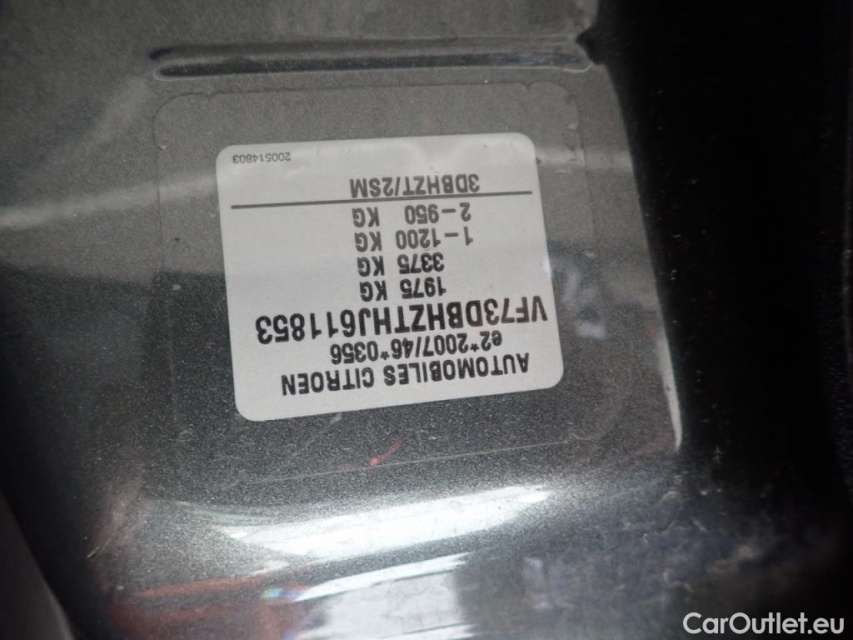 AUTOMOBILES CITROEN
e2*2007/46*0356
VF73DBHZTHJ611853
1975 KG
3375 KG
1-1200 KG
2-950 KG
3DBHZT/2SM
200514803
CarOutlet.eu